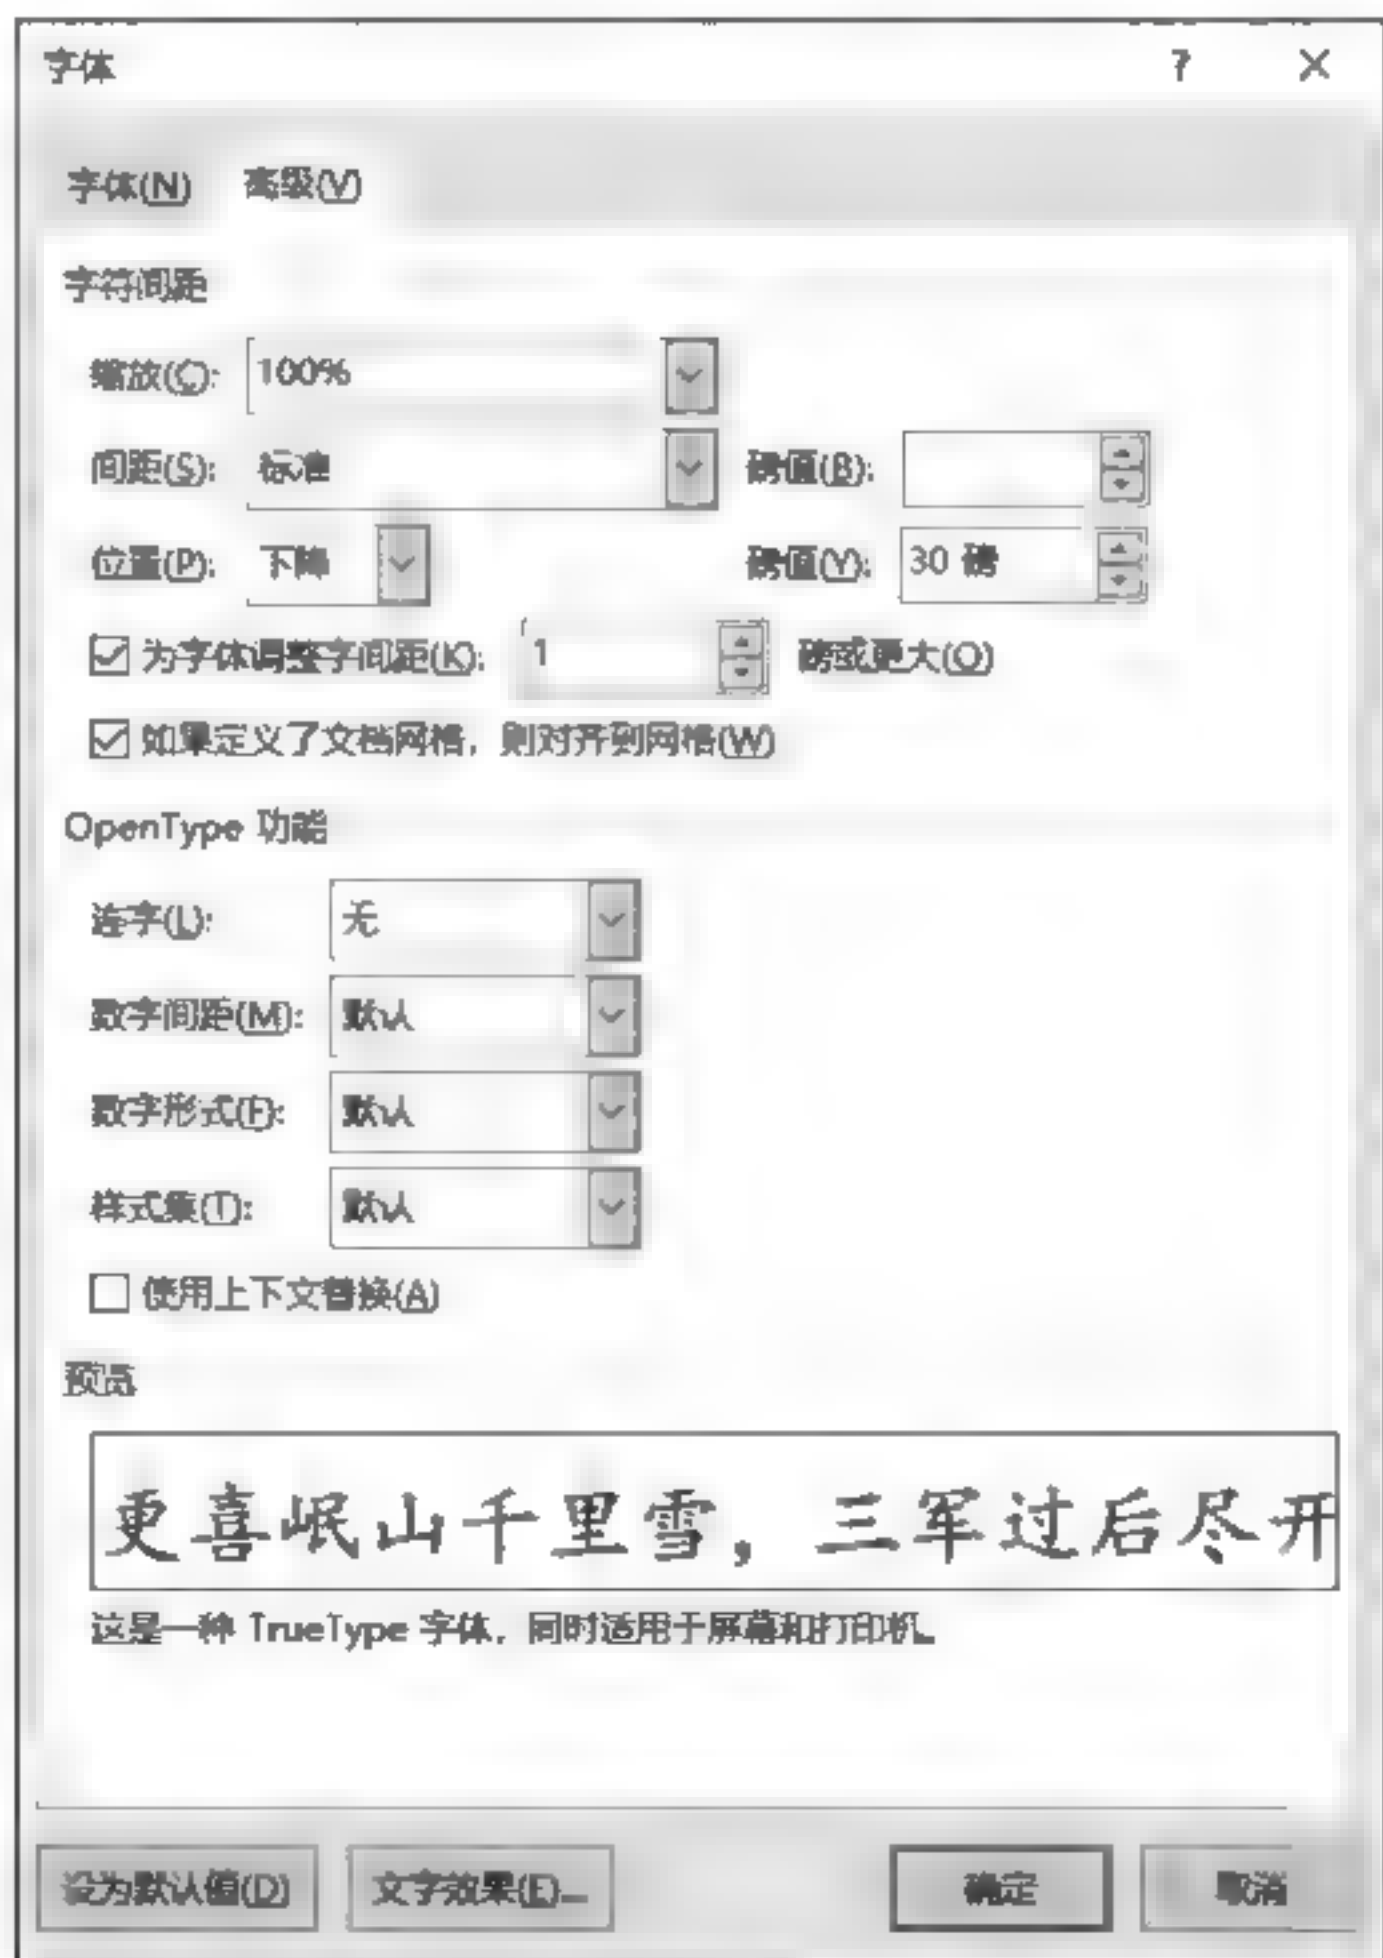 字体 ? ×
字体(N) 高级(V)
字符间距
缩放(C): 100%
间距(S): 标准 磅值(B):
位置(P): 下降 磅值(Y): 30 磅
为字体调整字间距(K): 1 磅或更大(O)
如果定义了文档网格，则对齐到网格(W)
OpenType 功能
连字(L): 无
数字间距(M): 默认
数字形式(F): 默认
样式集(T): 默认
使用上下文替换(A)
预览
更喜岷山千里雪，三军过后尽开
这是一种 TrueType 字体，同时适用于屏幕和打印机。
设为默认值(D) 文字效果(E)... 确定 取消